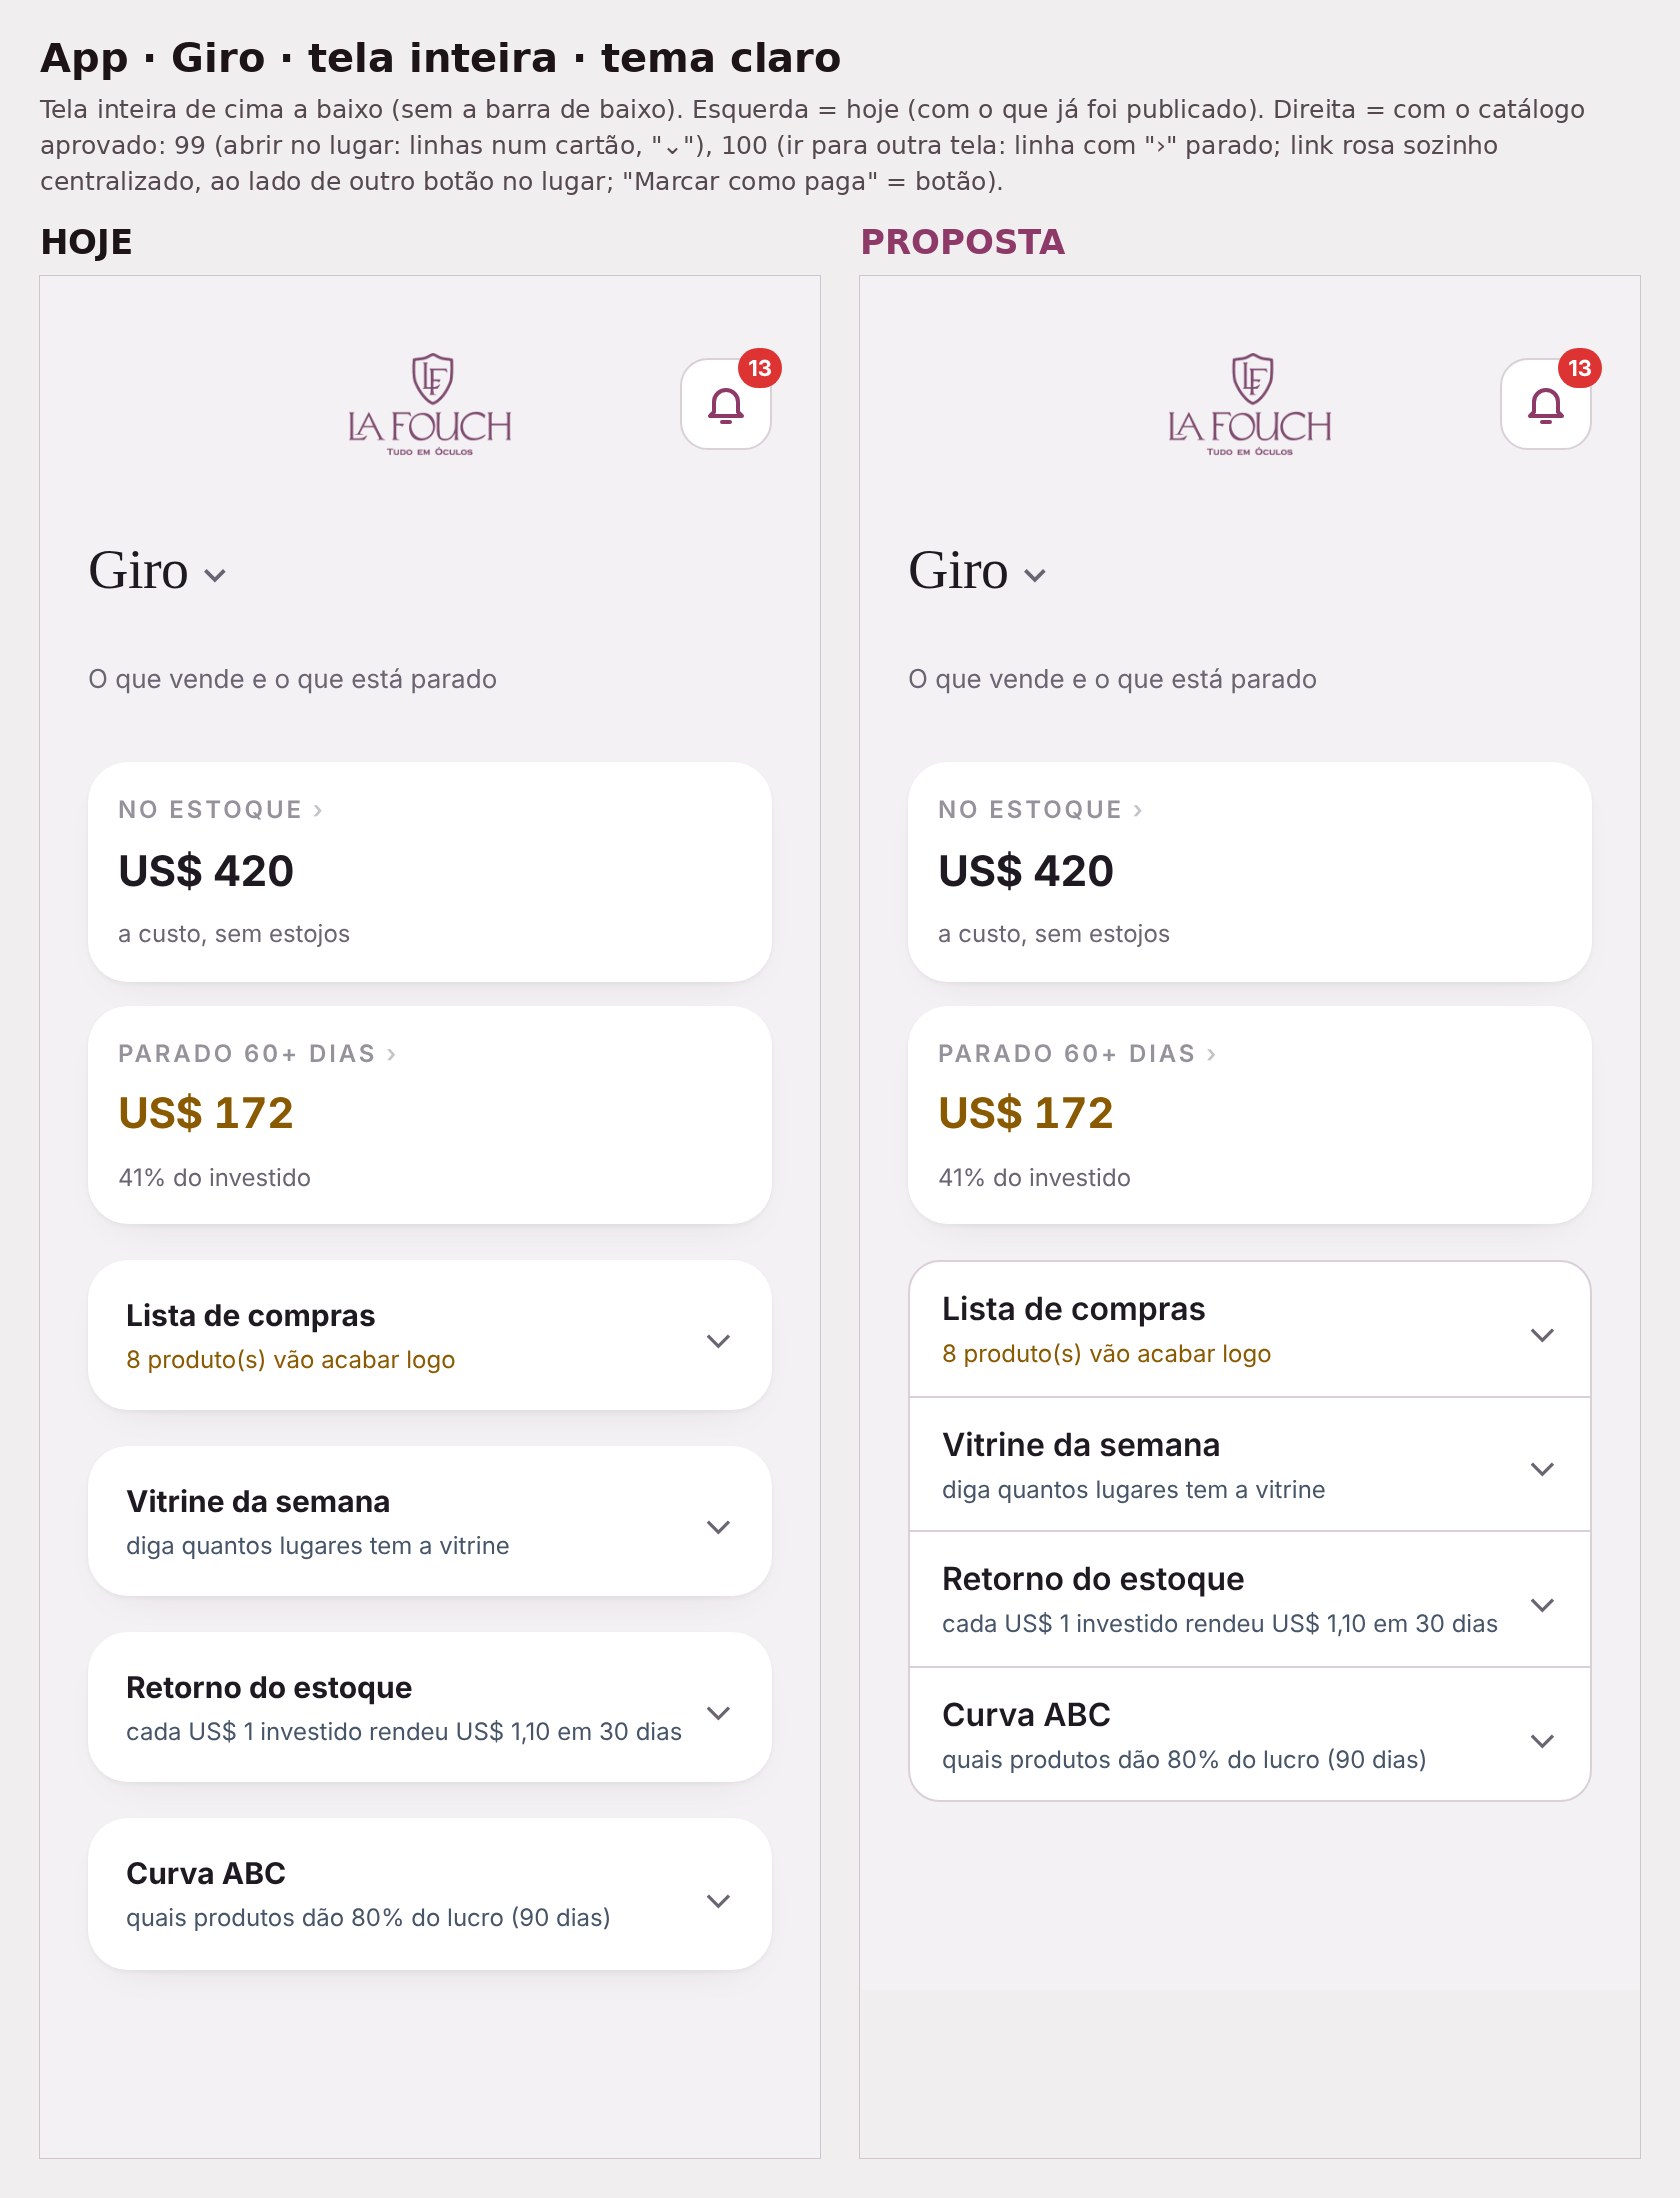 App · Giro · tela inteira · tema claro
Tela inteira de cima a baixo (sem a barra de baixo). Esquerda = hoje (com o que já foi publicado). Direita = com o catálogo
aprovado: 99 (abrir no lugar: linhas num cartão, "⌄"), 100 (ir para outra tela: linha com "›" parado; link rosa sozinho
centralizado, ao lado de outro botão no lugar; "Marcar como paga" = botão).
HOJE
LF
LA FOUCH
TUDO EM ÓCULOS
13
Giro
O que vende e o que está parado
NO ESTOQUE ›
US$ 420
a custo, sem estojos
PARADO 60+ DIAS ›
US$ 172
41% do investido
Lista de compras
8 produto(s) vão acabar logo
Vitrine da semana
diga quantos lugares tem a vitrine
Retorno do estoque
cada US$ 1 investido rendeu US$ 1,10 em 30 dias
Curva ABC
quais produtos dão 80% do lucro (90 dias)
PROPOSTA
LF
LA FOUCH
TUDO EM ÓCULOS
13
Giro
O que vende e o que está parado
NO ESTOQUE ›
US$ 420
a custo, sem estojos
PARADO 60+ DIAS ›
US$ 172
41% do investido
Lista de compras
8 produto(s) vão acabar logo
Vitrine da semana
diga quantos lugares tem a vitrine
Retorno do estoque
cada US$ 1 investido rendeu US$ 1,10 em 30 dias
Curva ABC
quais produtos dão 80% do lucro (90 dias)